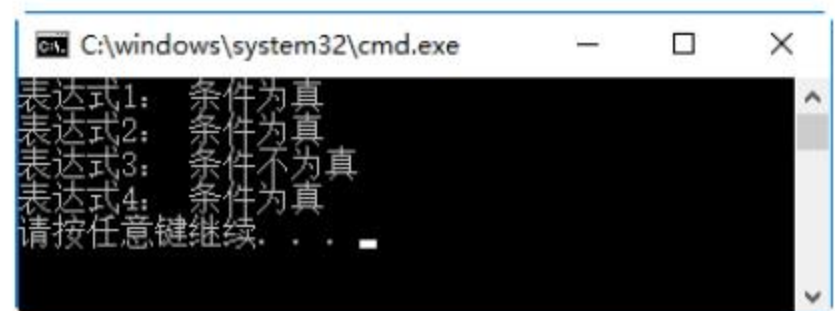 C:\windows\system32\cmd.exe
表达式1： 条件为真
表达式2： 条件为真
表达式3： 条件不为真
表达式4： 条件为真
请按任意键继续. . .